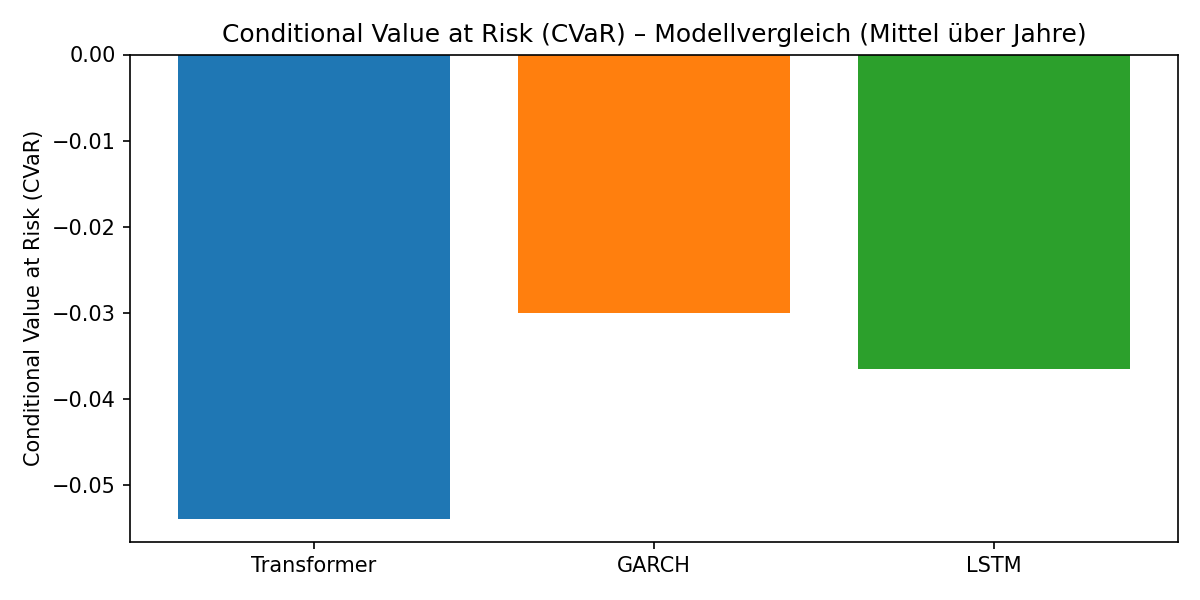 Conditional Value at Risk (CVaR) – Modellvergleich (Mittel über Jahre)
Conditional Value at Risk (CVaR)
0.00
−0.01
−0.02
−0.03
−0.04
−0.05
Transformer
GARCH
LSTM